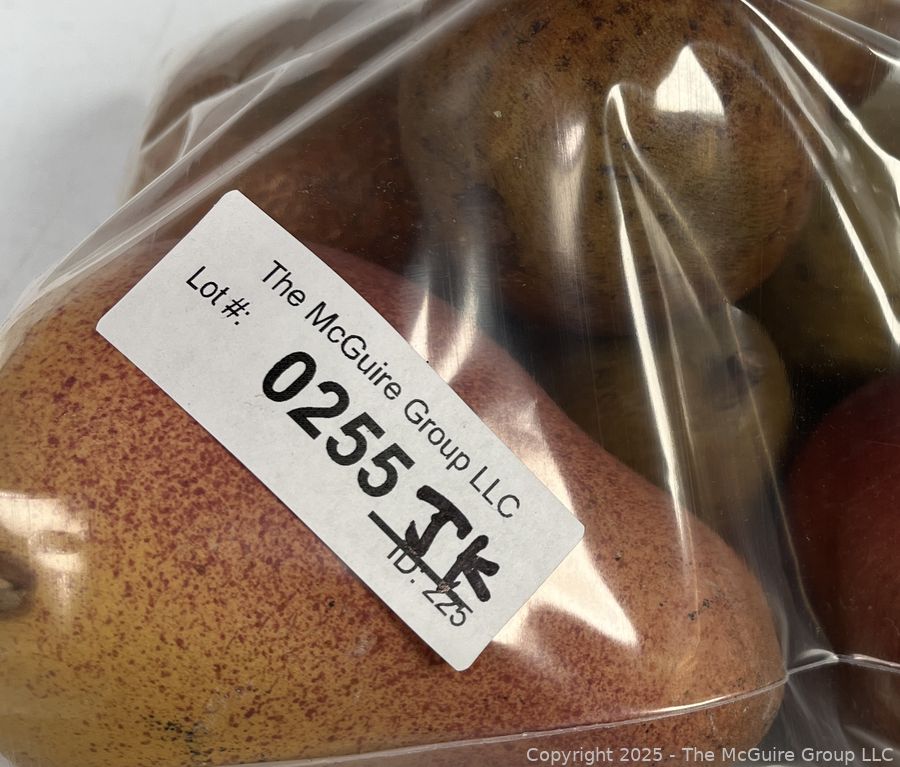 The McGuire Group LLC
Lot #:
0255 JK
ID: 225
Copyright 2025 - The McGuire Group LLC